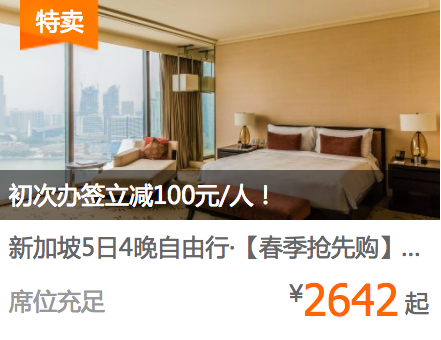 特卖
初次办签立减100元/人！
新加坡5日4晚自由行·【春季抢先购】...
席位充足
¥2642起